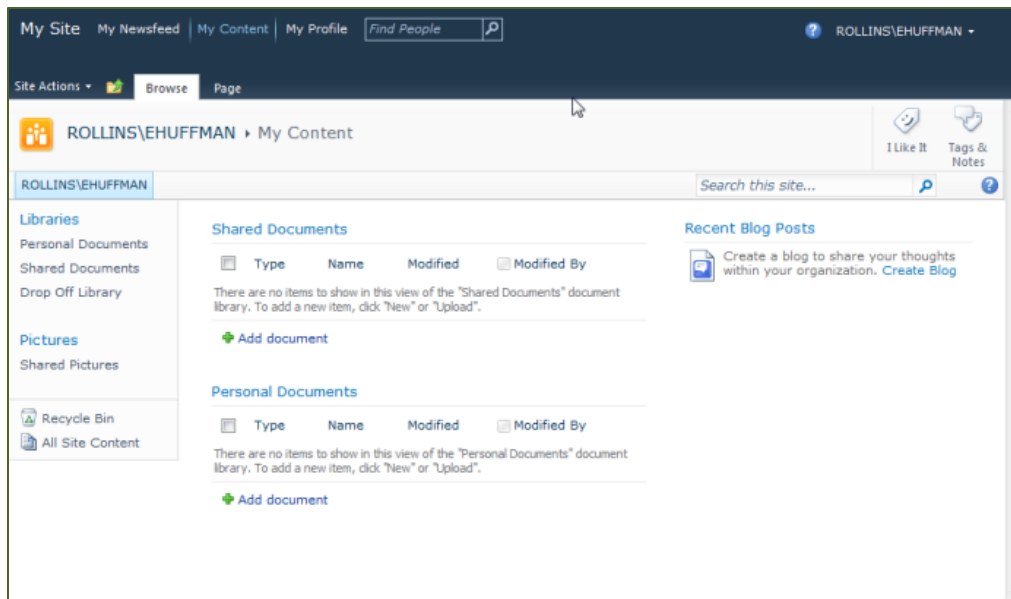 My Site My Newsfeed My Content My Profile Find People ROLLINS\EHUFFMAN
Site Actions Browse Page
ROLLINS\EHUFFMAN My Content
I Like It
Tags &
Notes
ROLLINS\EHUFFMAN
Search this site...
Libraries
Personal Documents
Shared Documents
Drop Off Library
Pictures
Shared Pictures
Recycle Bin
All Site Content
Shared Documents
Type Name Modified Modified By
There are no items to show in this view of the "Shared Documents" document
library. To add a new item, click "New" or "Upload".
Add document
Personal Documents
Type Name Modified Modified By
There are no items to show in this view of the "Personal Documents" document
library. To add a new item, click "New" or "Upload".
Add document
Recent Blog Posts
Create a blog to share your thoughts
within your organization. Create Blog